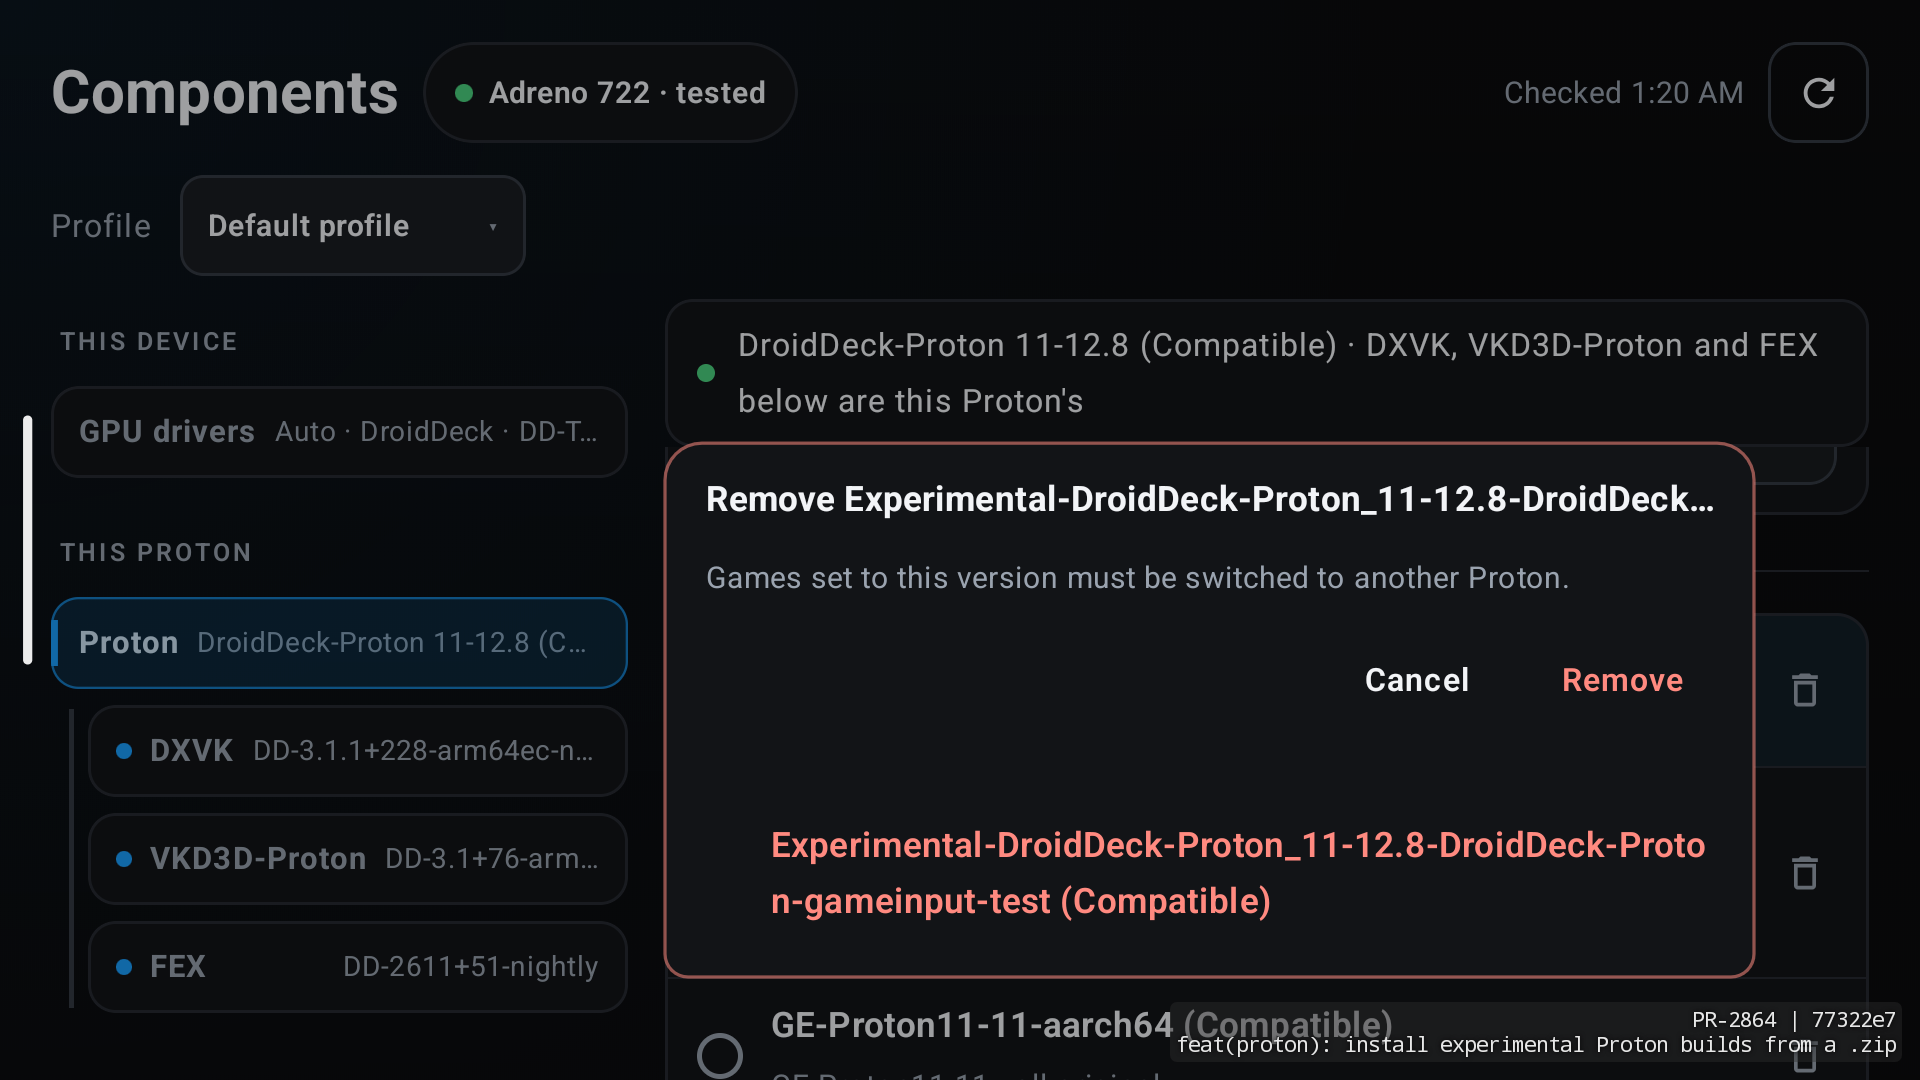 Components
Adreno 722 · tested
Checked 1:20 AM
Profile
Default profile
THIS DEVICE
GPU drivers Auto · DroidDeck · DD-T...
THIS PROTON
Proton DroidDeck-Proton 11-12.8 (C...
DXVK DD-3.1.1+228-arm64ec-n...
VKD3D-Proton DD-3.1+76-arm...
FEX DD-2611+51-nightly
DroidDeck-Proton 11-12.8 (Compatible) · DXVK, VKD3D-Proton and FEX
below are this Proton's
Remove Experimental-DroidDeck-Proton_11-12.8-DroidDeck...
Games set to this version must be switched to another Proton.
Cancel Remove
Experimental-DroidDeck-Proton_11-12.8-DroidDeck-Proto
n-gameinput-test (Compatible)
GE-Proton11-11-aarch64 (Compatible)
PR-2864 | 77322e7
feat(proton): install experimental Proton builds from a .zip